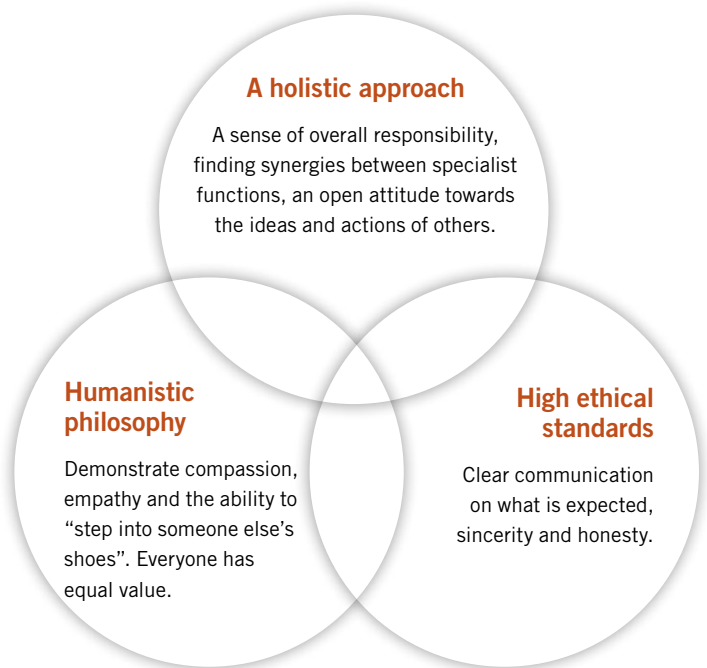 A holistic approach
A sense of overall responsibility,
finding synergies between specialist
functions, an open attitude towards
the ideas and actions of others.
Humanistic
philosophy
Demonstrate compassion,
empathy and the ability to
“step into someone else’s
shoes”. Everyone has
equal value.
High ethical
standards
Clear communication
on what is expected,
sincerity and honesty.